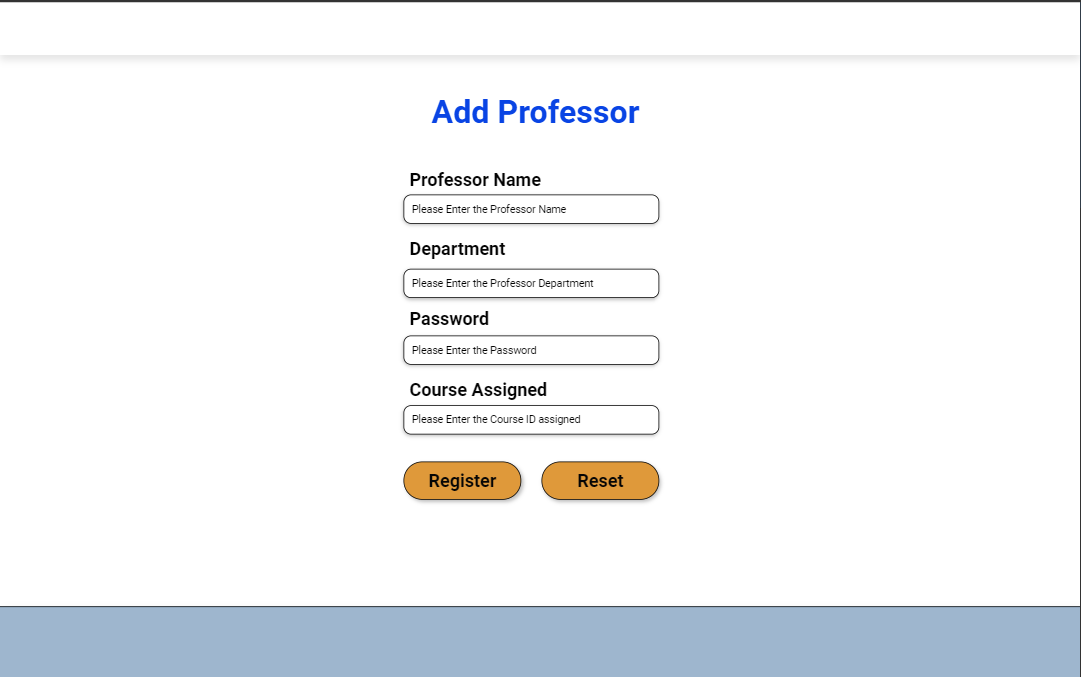 Add Professor
Professor Name
Please Enter the Professor Name
Department
Please Enter the Professor Department
Password
Please Enter the Password
Course Assigned
Please Enter the Course ID assigned
Register Reset